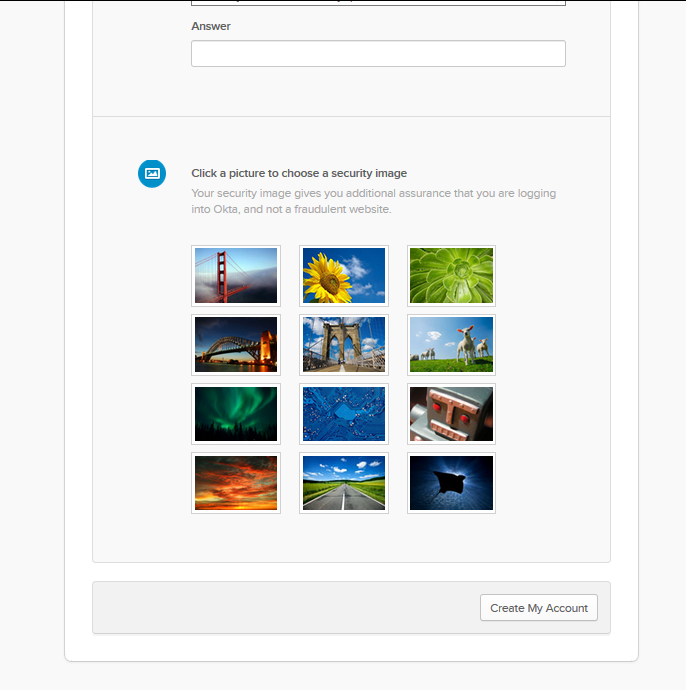 Answer
Click a picture to choose a security image
Your security image gives you additional assurance that you are logging
into Okta, and not a fraudulent website.
Create My Account